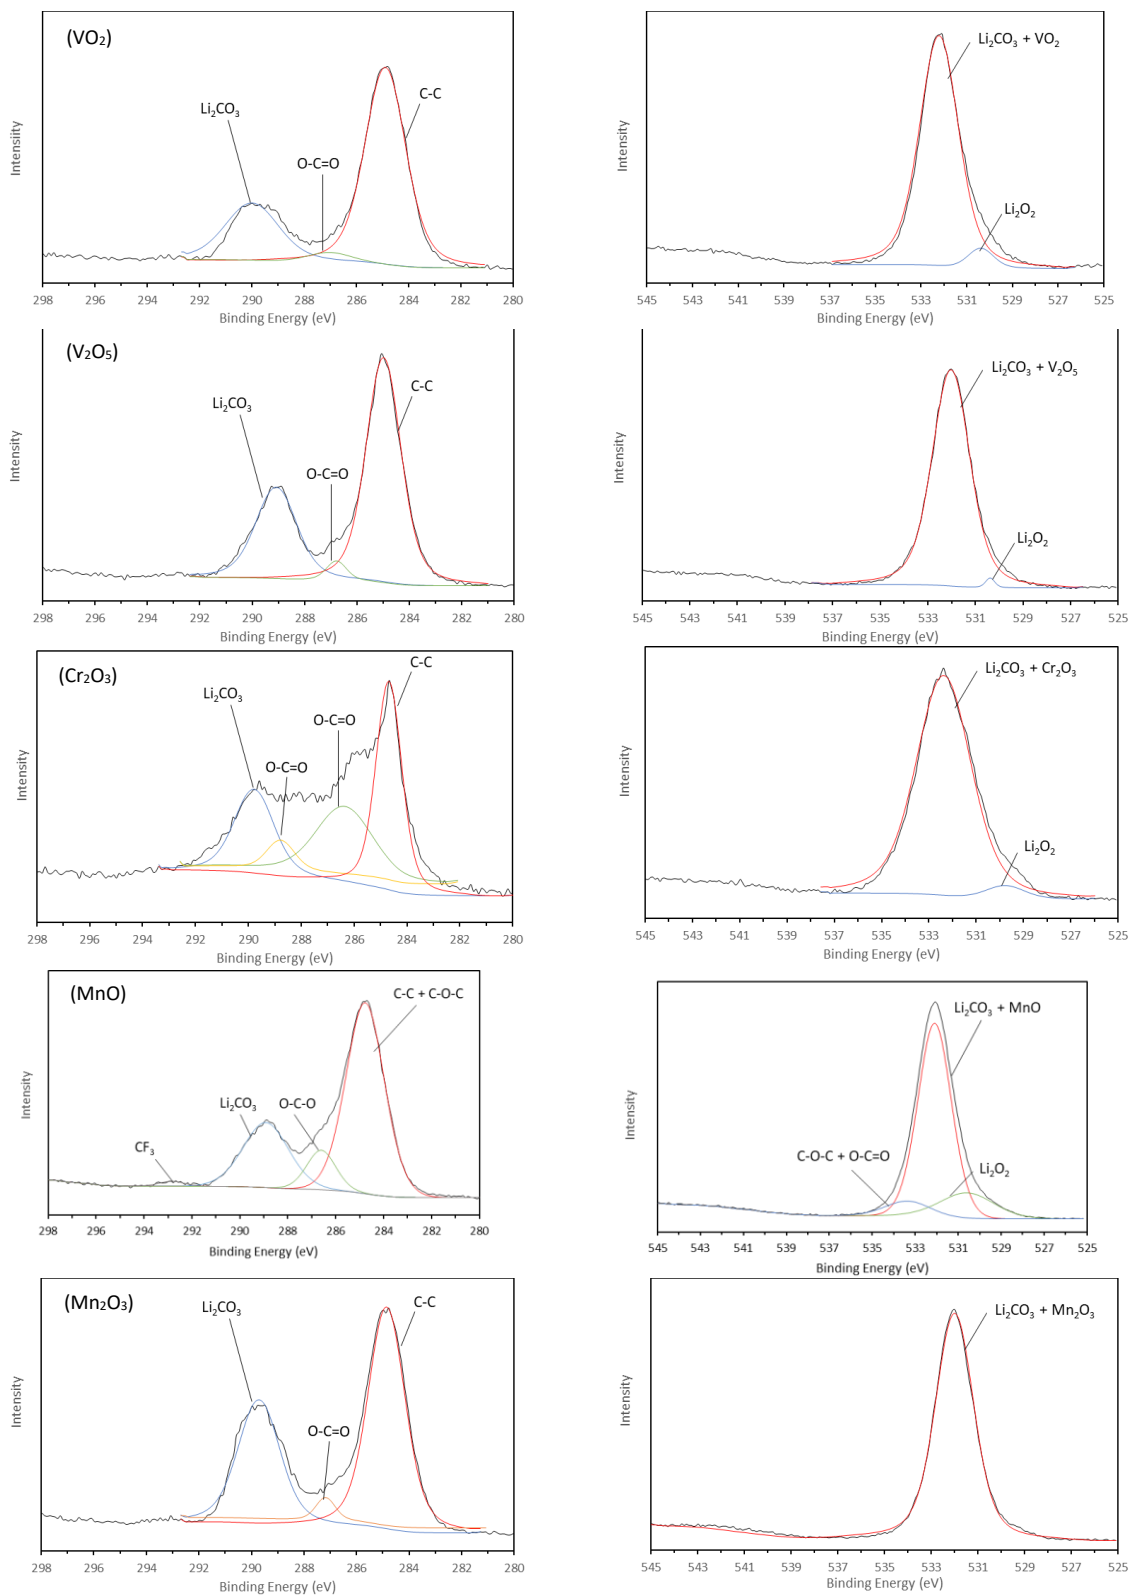 (VO₂)
Li₂CO₃
O-C=O
C-C
Intensiity
298 296 294 292 290 288 286 284 282 280
Binding Energy (eV)
Li₂CO₃ + VO₂
Li₂O₂
Intensity
545 543 541 539 537 535 533 531 529 527 525
Binding Energy (eV)
(V₂O₅)
Li₂CO₃
O-C=O
C-C
Intensity
298 296 294 292 290 288 286 284 282 280
Binding Energy (eV)
Li₂CO₃ + V₂O₅
Li₂O₂
Intensity
545 543 541 539 537 535 533 531 529 527 525
Binding Energy (eV)
(Cr₂O₃)
Li₂CO₃
O-C=O
O-C=O
C-C
Intensity
298 296 294 292 290 288 286 284 282 280
Binding Energy (eV)
Li₂CO₃ + Cr₂O₃
Li₂O₂
Intensity
545 543 541 539 537 535 533 531 529 527 525
Binding Energy (eV)
(MnO)
CF₃
Li₂CO₃
O-C-O
C-C + C-O-C
Intensity
298 296 294 292 290 288 286 284 282 280
Binding Energy (eV)
Li₂CO₃ + MnO
C-O-C + O-C=O
Li₂O₂
Intensity
545 543 541 539 537 535 533 531 529 527 525
Binding Energy (eV)
(Mn₂O₃)
Li₂CO₃
O-C=O
C-C
Intensity
298 296 294 292 290 288 286 284 282 280
Binding Energy (eV)
Li₂CO₃ + Mn₂O₃
Intensity
545 543 541 539 537 535 533 531 529 527 525
Binding Energy (eV)